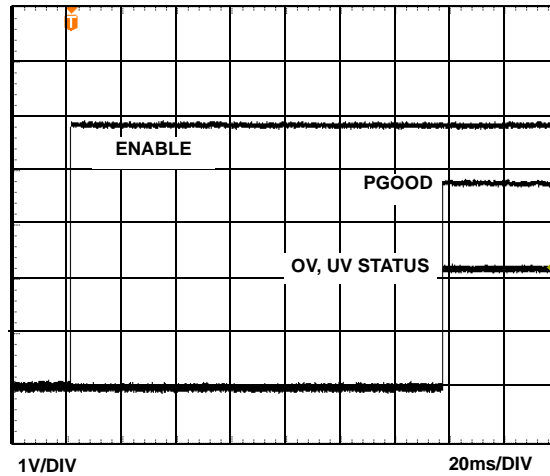 T
ENABLE
PGOOD
OV, UV STATUS
1V/DIV
20ms/DIV